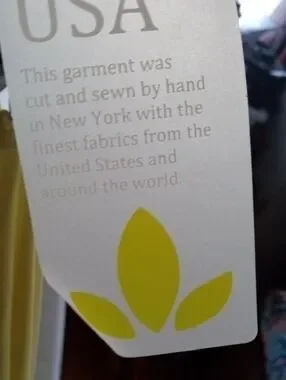 USA
This garment was
cut and sewn by hand
in New York with the
finest fabrics from the
United States and
around the world.